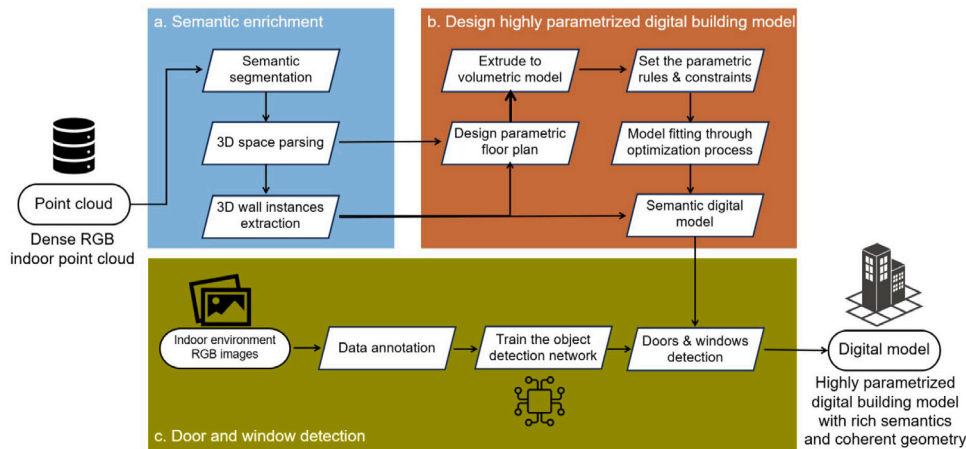 a. Semantic enrichment
Semantic
segmentation
3D space parsing
3D wall instances
extraction
Point cloud
Dense RGB
indoor point cloud
b. Design highly parametrized digital building model
Extrude to
volumetric model
Set the parametric
rules & constraints
Design parametric
floor plan
Model fitting through
optimization process
Semantic digital
model
Indoor environment
RGB images
Data annotation
Train the object
detection network
Doors & windows
detection
c. Door and window detection
Digital model
Highly parametrized
digital building model
with rich semantics
and coherent geometry